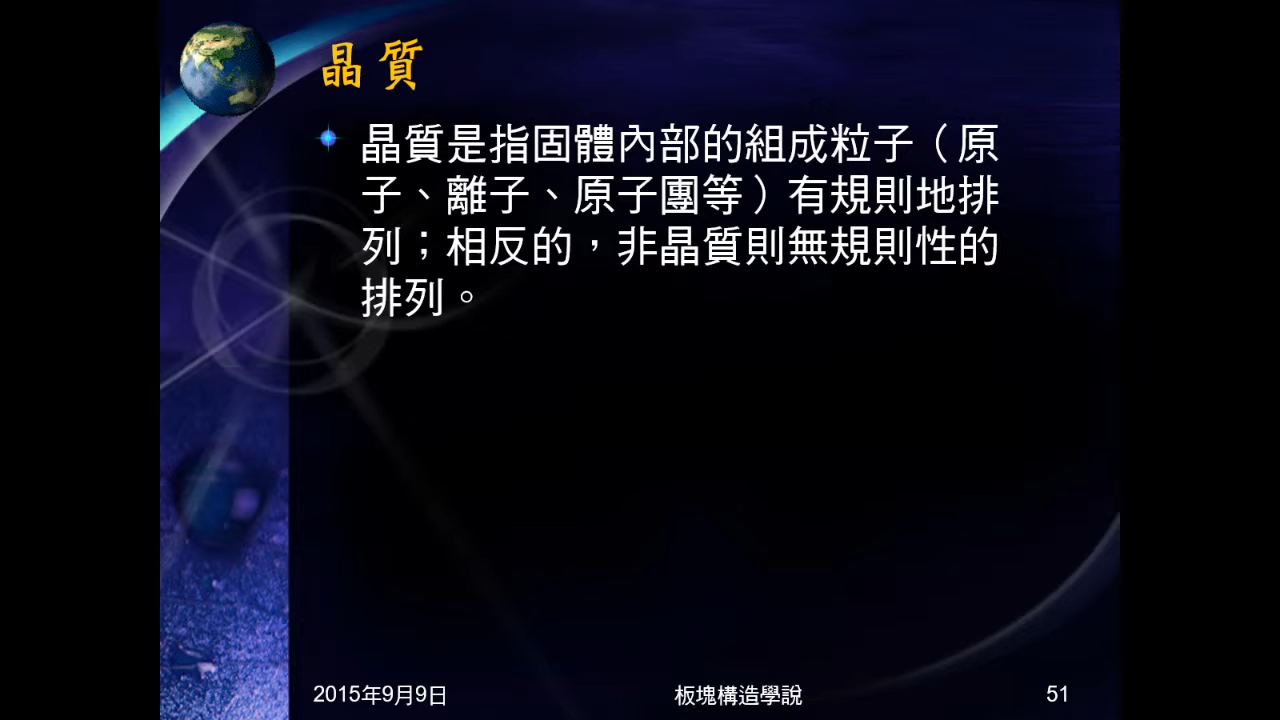 晶質
晶質是指固體內部的組成粒子（原
子、離子、原子團等）有規則地排
列；相反的，非晶質則無規則性的
排列。
2015年9月9日
板塊構造學說
51